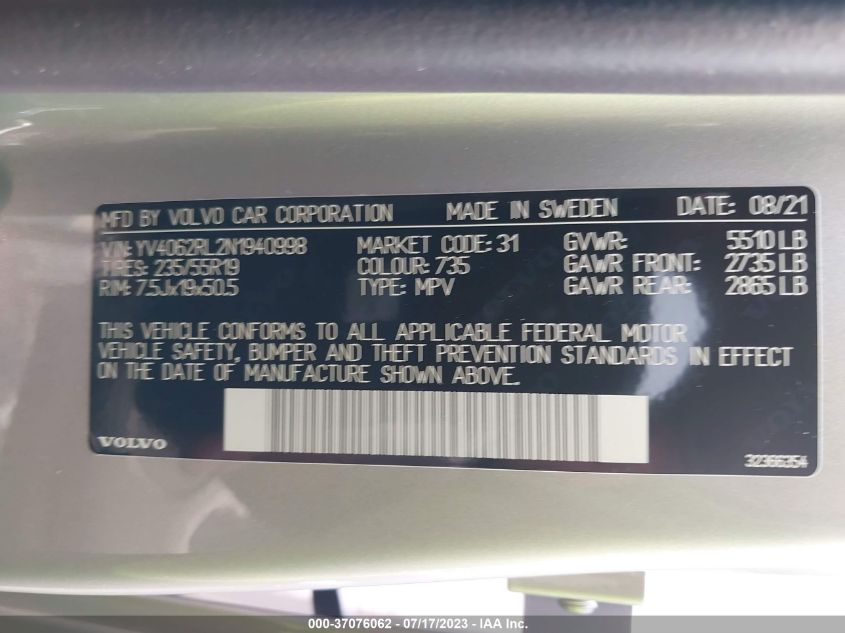 MFD BY VOLVO CAR CORPORATION MADE IN SWEDEN DATE: 08/21
VIN: YV4062RL2N1940998 MARKET CODE: 31 GVWR: 5510 LB
TIRES: 235/55R19 COLOUR: 735 GAWR FRONT: 2735 LB
RIM: 7.5Jx19x50.5 TYPE: MPV GAWR REAR: 2865 LB
THIS VEHICLE CONFORMS TO ALL APPLICABLE FEDERAL MOTOR
VEHICLE SAFETY, BUMPER AND THEFT PREVENTION STANDARDS IN EFFECT
ON THE DATE OF MANUFACTURE SHOWN ABOVE.
VOLVO 32366354
000-37076062 - 07/17/2023 - IAA Inc.